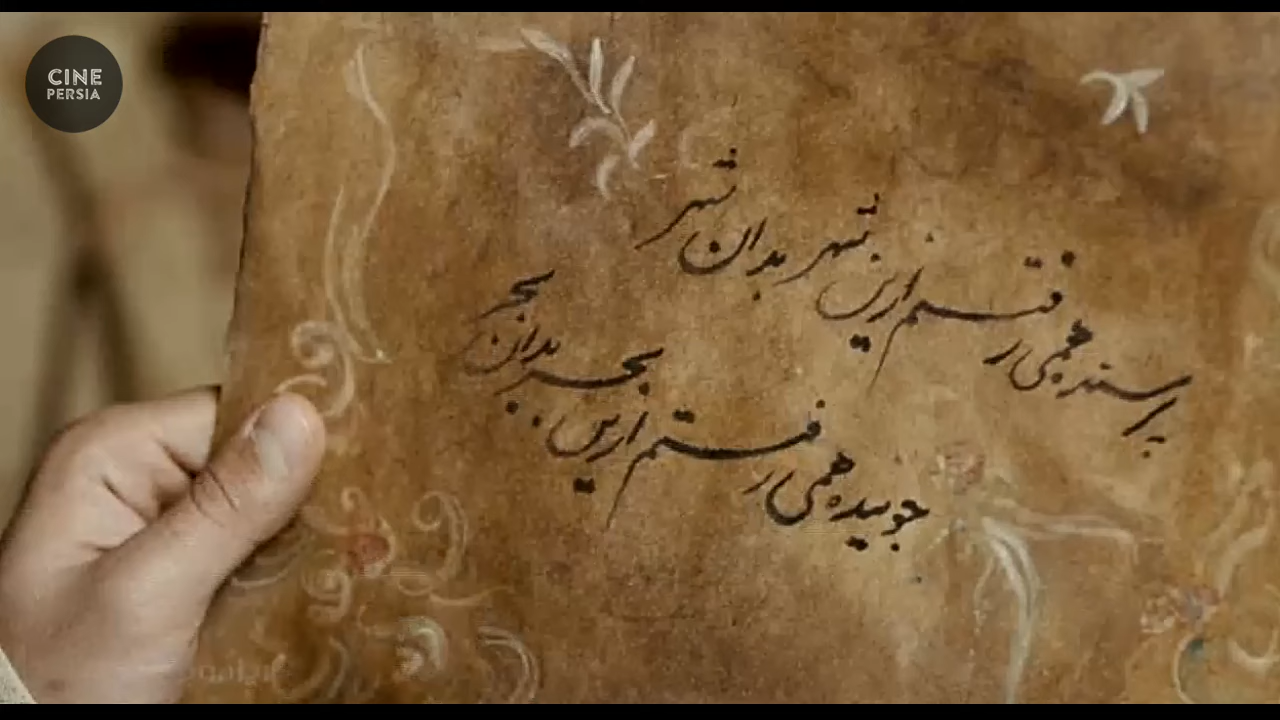 CINE
PERSIA
پرسنده همی رفتم ازین شهر بدان شهر
جوینده همی رفتم ازین بحر بدان بحر